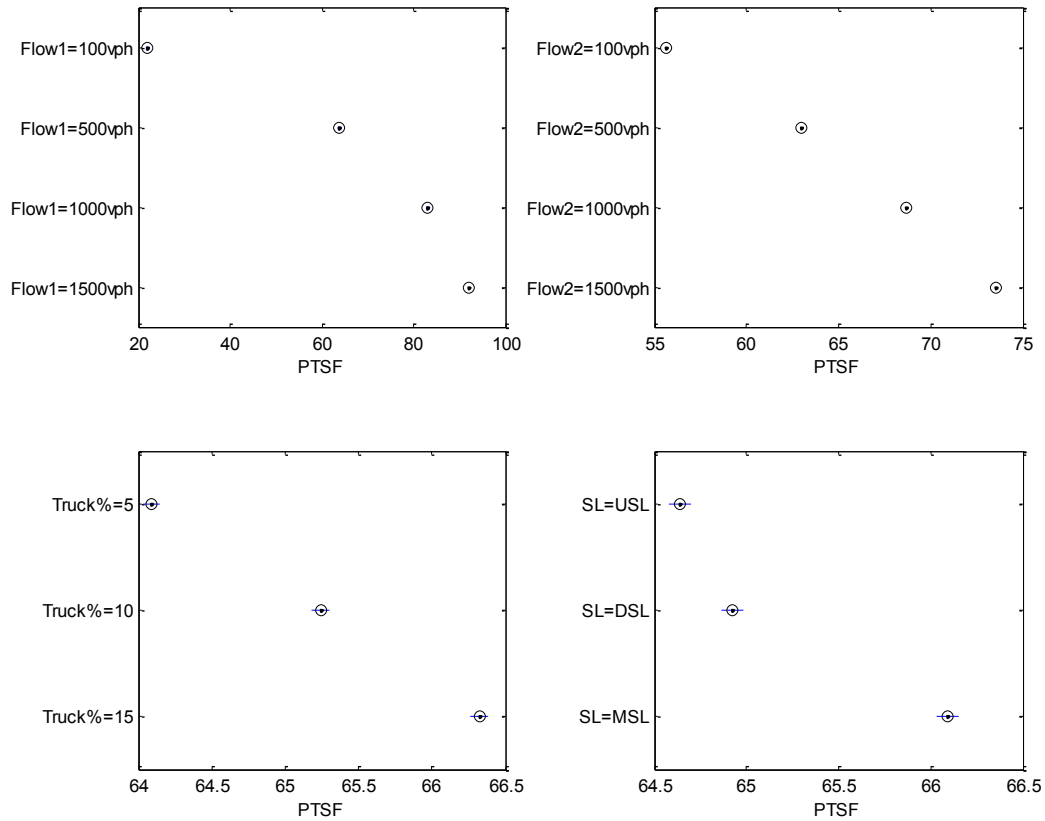 Flow1=100vph
Flow1=500vph
Flow1=1000vph
Flow1=1500vph
20 40 60 80 100
PTSF
Flow2=100vph
Flow2=500vph
Flow2=1000vph
Flow2=1500vph
55 60 65 70 75
PTSF
Truck%=5
Truck%=10
Truck%=15
64 64.5 65 65.5 66 66.5
PTSF
SL=USL
SL=DSL
SL=MSL
64.5 65 65.5 66 66.5
PTSF